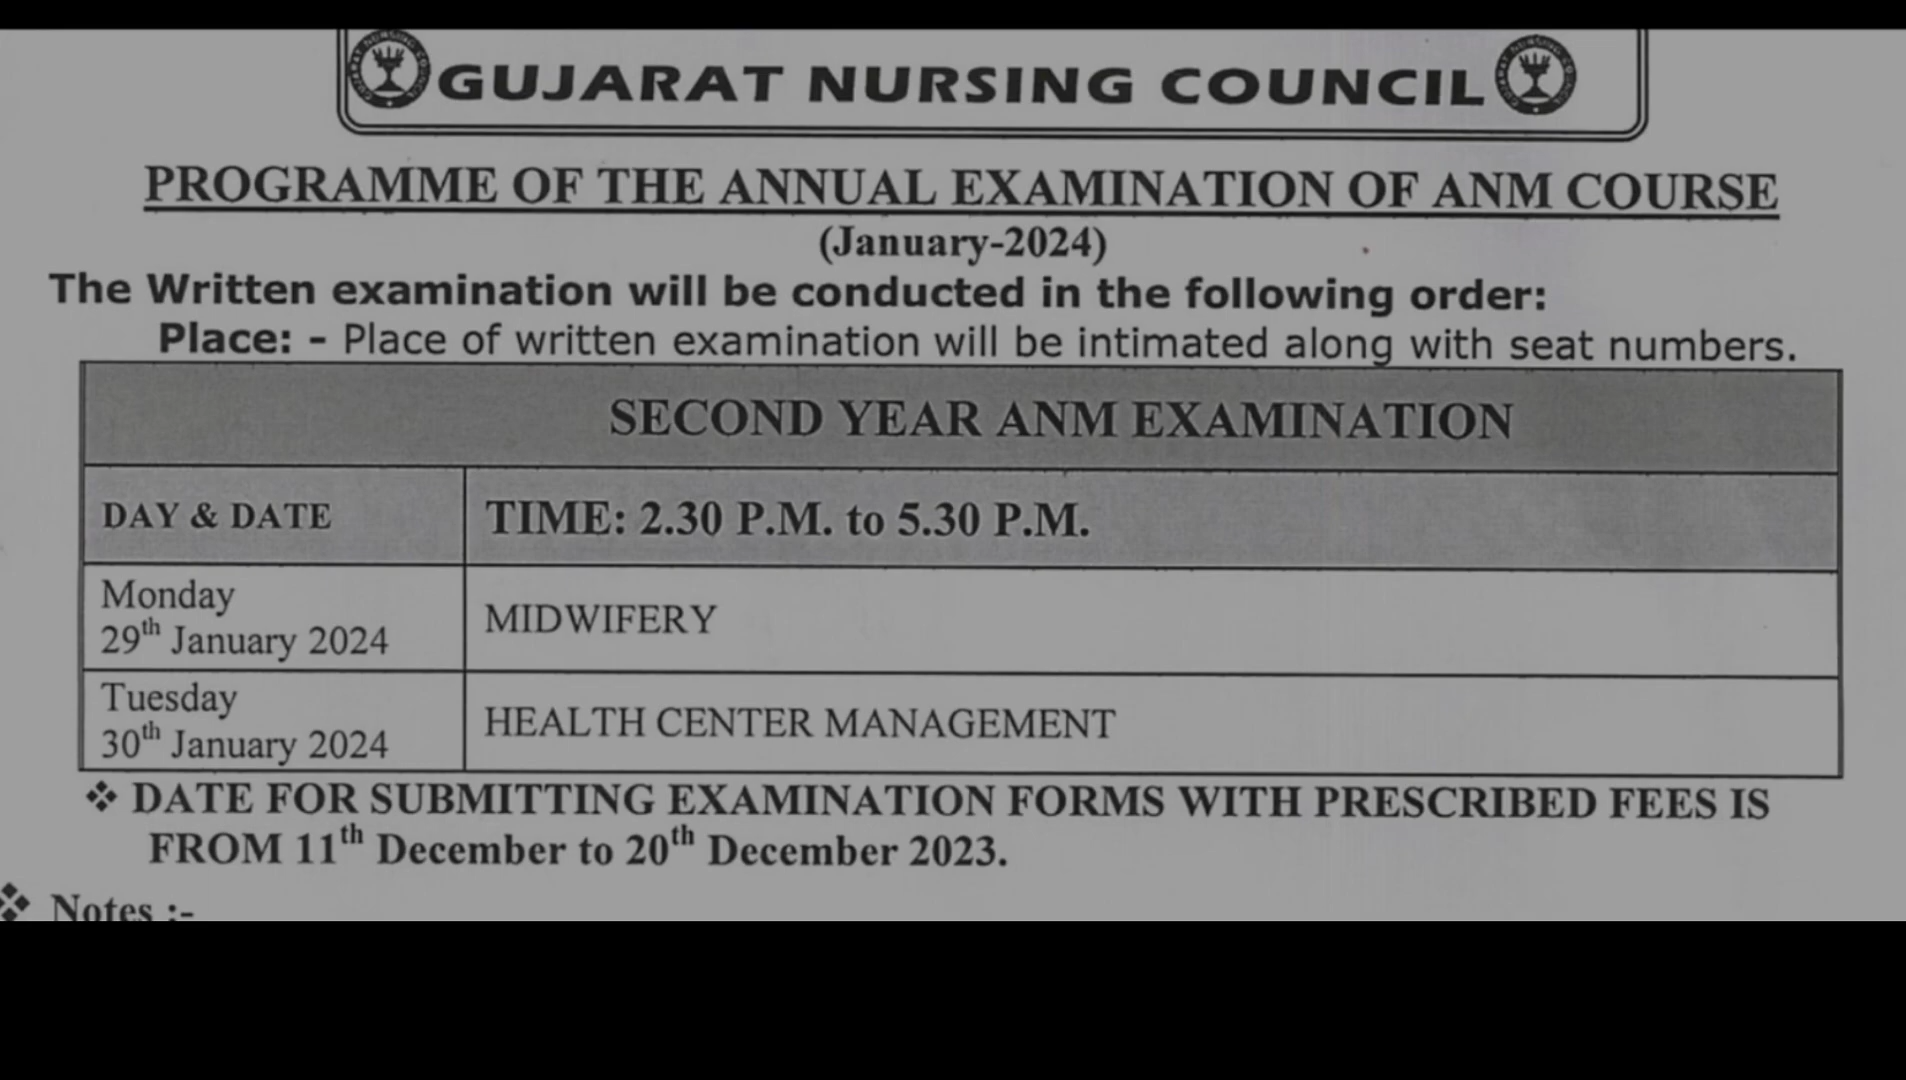 GUJARAT NURSING COUNCIL
PROGRAMME OF THE ANNUAL EXAMINATION OF ANM COURSE
(January-2024)
The Written examination will be conducted in the following order:
Place: - Place of written examination will be intimated along with seat numbers.
SECOND YEAR ANM EXAMINATION
DAY & DATE TIME: 2.30 P.M. to 5.30 P.M.
Monday
29th January 2024
MIDWIFERY
Tuesday
30th January 2024
HEALTH CENTER MANAGEMENT
❖ DATE FOR SUBMITTING EXAMINATION FORMS WITH PRESCRIBED FEES IS
FROM 11th December to 20th December 2023.
❖ Notes :-